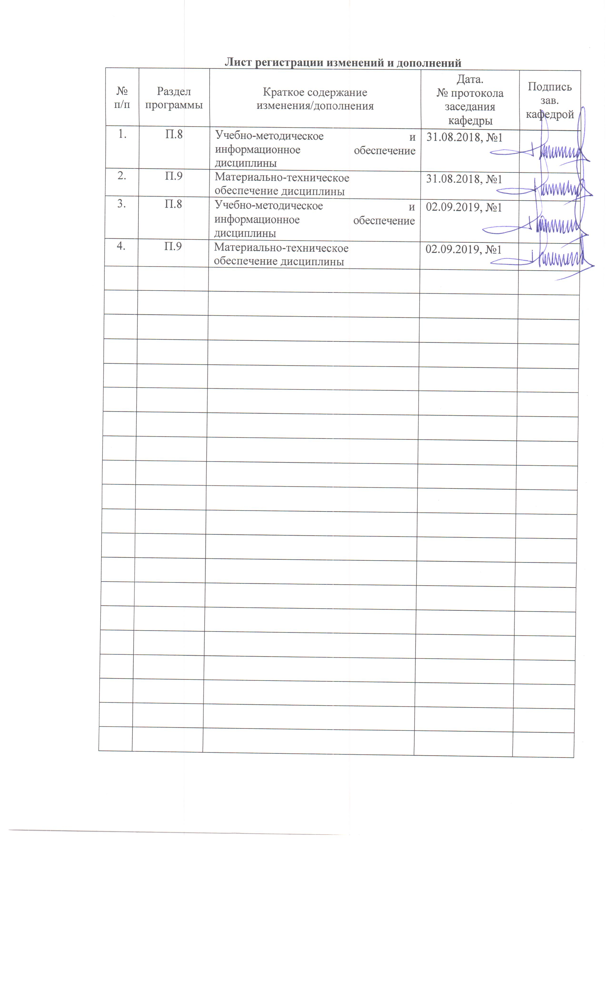 Лист регистрации изменений и дополнений
№ п/п
Раздел программы
Краткое содержание изменения/дополнения
Дата. № протокола заседания кафедры
Подпись зав. кафедрой
1.
П.8
Учебно-методическое и
информационное обеспечение
дисциплины
31.08.2018, №1
2.
П.9
Материально-техническое
обеспечение дисциплины
31.08.2018, №1
3.
П.8
Учебно-методическое и
информационное обеспечение
дисциплины
02.09.2019, №1
4.
П.9
Материально-техническое
обеспечение дисциплины
02.09.2019, №1